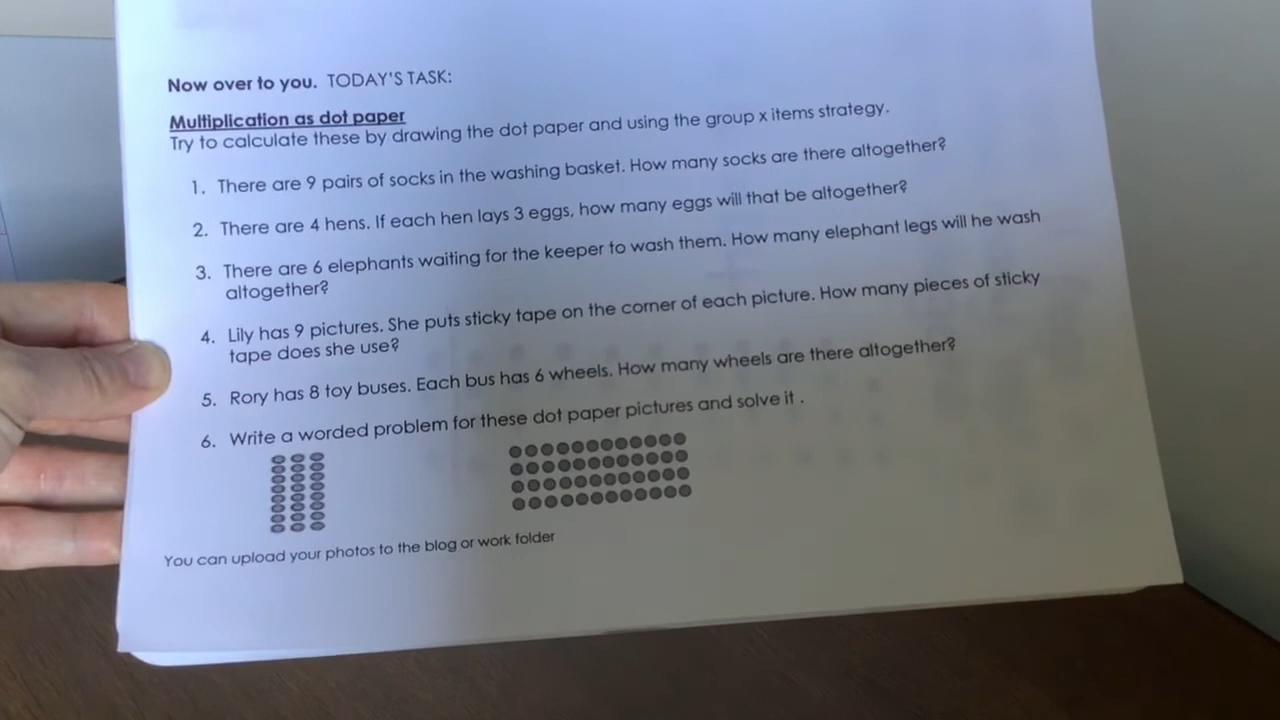 Now over to you. TODAY'S TASK:
Multiplication as dot paper
Try to calculate these by drawing the dot paper and using the group x items strategy.
1. There are 9 pairs of socks in the washing basket. How many socks are there altogether?
2. There are 4 hens. If each hen lays 3 eggs, how many eggs will that be altogether?
3. There are 6 elephants waiting for the keeper to wash them. How many elephant legs will he wash
altogether?
4. Lily has 9 pictures. She puts sticky tape on the corner of each picture. How many pieces of sticky
tape does she use?
5. Rory has 8 toy buses. Each bus has 6 wheels. How many wheels are there altogether?
6. Write a worded problem for these dot paper pictures and solve it .
You can upload your photos to the blog or work folder